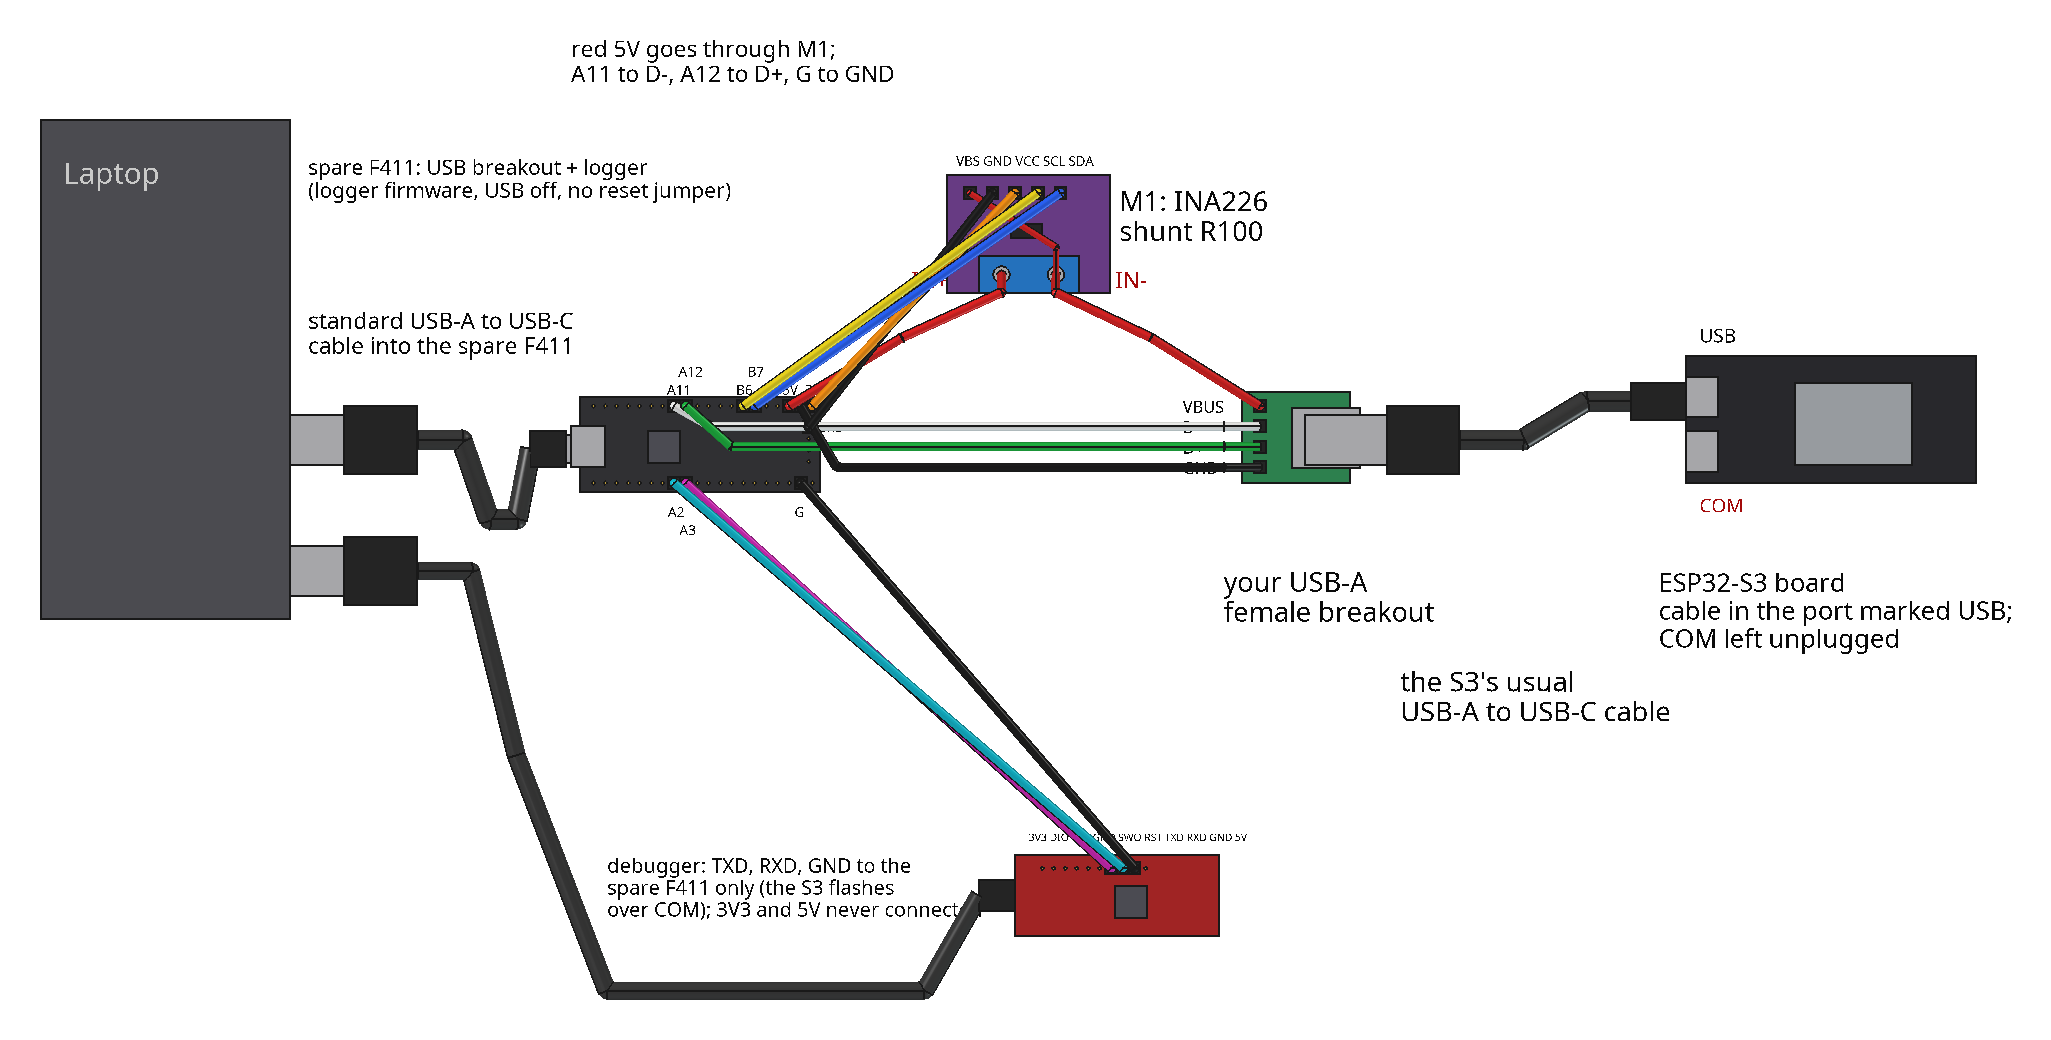 red 5V goes through M1;
A11 to D-, A12 to D+, G to GND
Laptop
spare F411: USB breakout + logger
(logger firmware, USB off, no reset jumper)
VBS GND VCC SCL SDA
M1: INA226
shunt R100
IN-
standard USB-A to USB-C
cable into the spare F411
USB
A12
B7
A11
B6
VBUS
COM
A2
G
A3
your USB-A
female breakout
ESP32-S3 board
cable in the port marked USB;
COM left unplugged
the S3's usual
USB-A to USB-C cable
3V3 DIO SWO RST TXD RXD GND 5V
debugger: TXD, RXD, GND to the
spare F411 only (the S3 flashes
over COM); 3V3 and 5V never connect